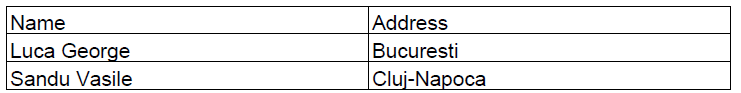 Name Address
Luca George Bucuresti
Sandu Vasile Cluj-Napoca